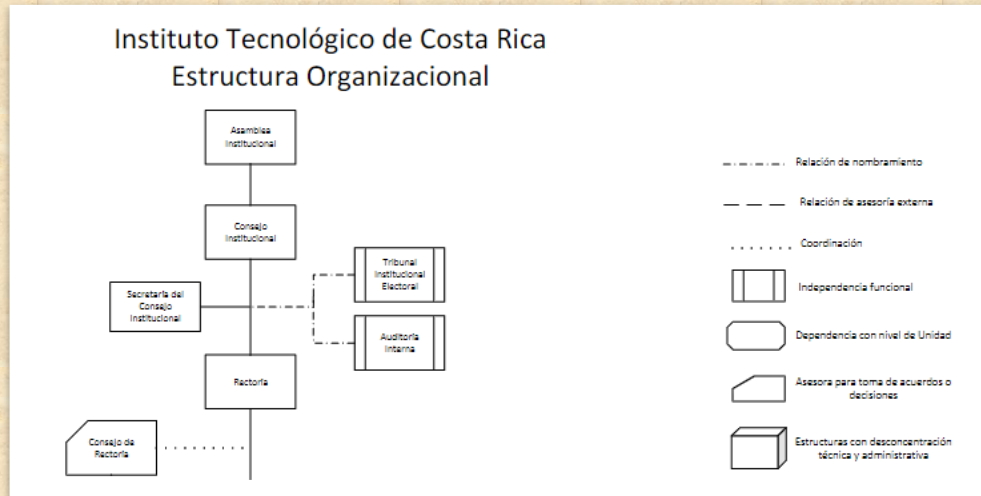 Instituto Tecnológico de Costa Rica
Estructura Organizacional
Asamblea
Institucional
Consejo
Institucional
Secretaría del
Consejo
Institucional
Tribunal
Institucional
Electoral
Auditoría
Interna
Rectoría
Consejo de
Rectoría
Relación de nombramiento
Relación de asesoría externa
Coordinación
Independencia funcional
Dependencia con nivel de Unidad
Asesora para toma de acuerdos o
decisiones
Estructuras con desconcentración
técnica y administrativa